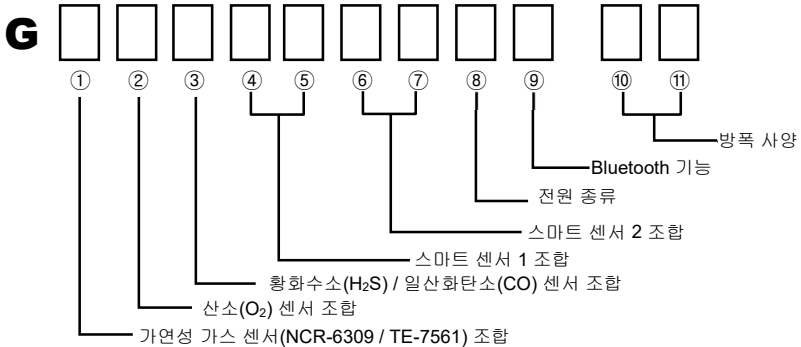 G
① ② ③ ④ ⑤ ⑥ ⑦ ⑧ ⑨ ⑩ ⑪
방폭 사양
Bluetooth 기능
전원 종류
스마트 센서 2 조합
스마트 센서 1 조합
황화수소(H₂S) / 일산화탄소(CO) 센서 조합
산소(O₂) 센서 조합
가연성 가스 센서(NCR-6309 / TE-7561) 조합